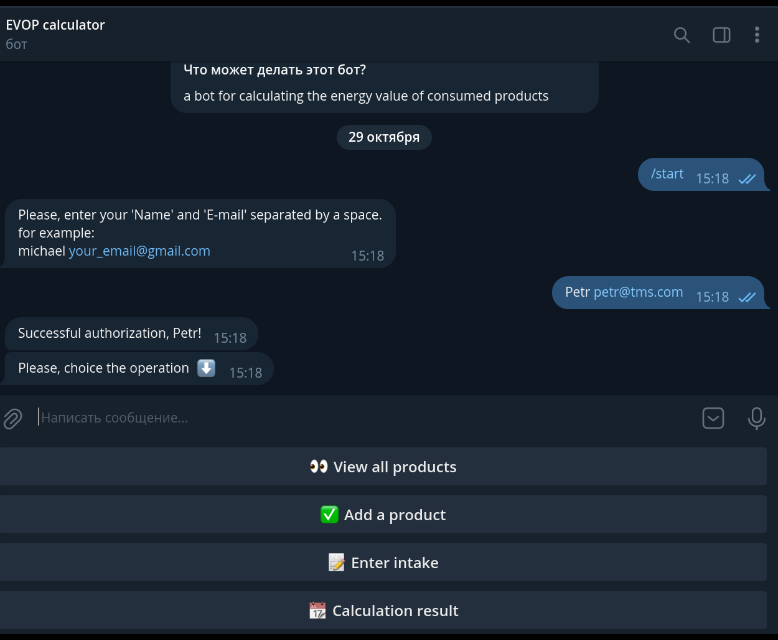 EVOP calculator
бот
Что может делать этот бот?
a bot for calculating the energy value of consumed products
29 октября
/start 15:18
Please, enter your 'Name' and 'E-mail' separated by a space.
for example:
michael your_email@gmail.com 15:18
Petr petr@tms.com 15:18
Successful authorization, Petr! 15:18
Please, choice the operation ⬇️ 15:18
Написать сообщение...
👀 View all products
✅ Add a product
📝 Enter intake
📆 Calculation result